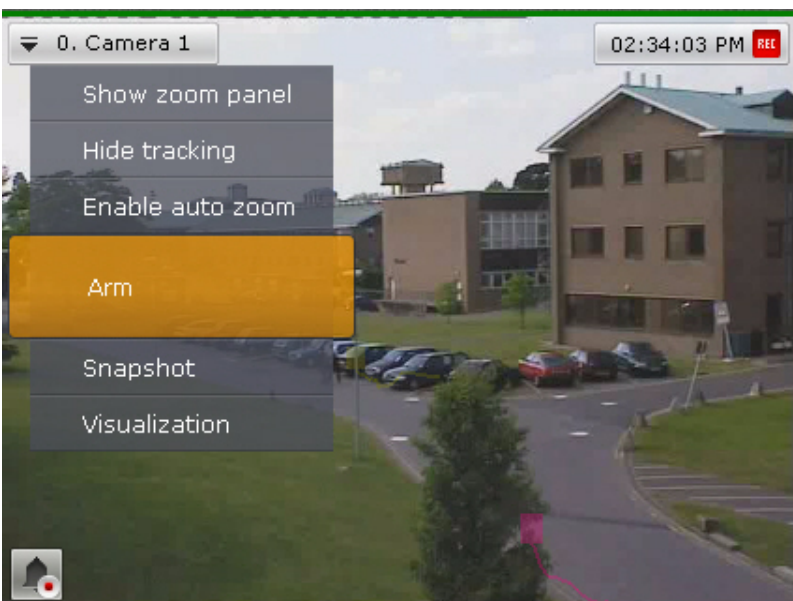 0. Camera 1
02:34:03 PM REC
Show zoom panel
Hide tracking
Enable auto zoom
Arm
Snapshot
Visualization